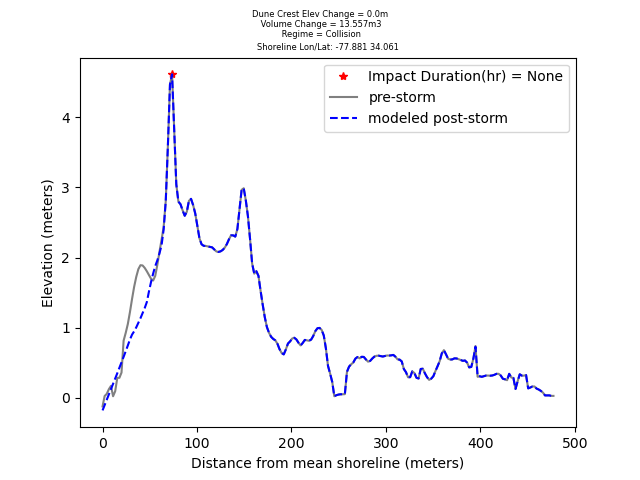 Dune Crest Elev Change = 0.0m
Volume Change = 13.557m3
Regime = Collision
Shoreline Lon/Lat: -77.881 34.061
Impact Duration(hr) = None
pre-storm
modeled post-storm
Elevation (meters)
4
3
2
1
0
0 100 200 300 400 500
Distance from mean shoreline (meters)